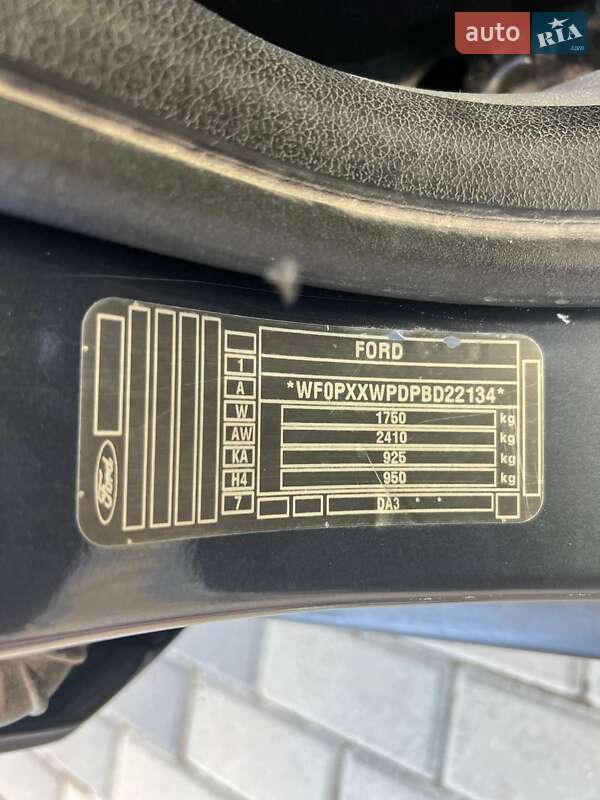 auto RIA .com
FORD
1
A *WF0PXXWPDPBD22134*
W 1750 kg
AW 2410 kg
KA 925 kg
H4 950 kg
7 DA3
Ford